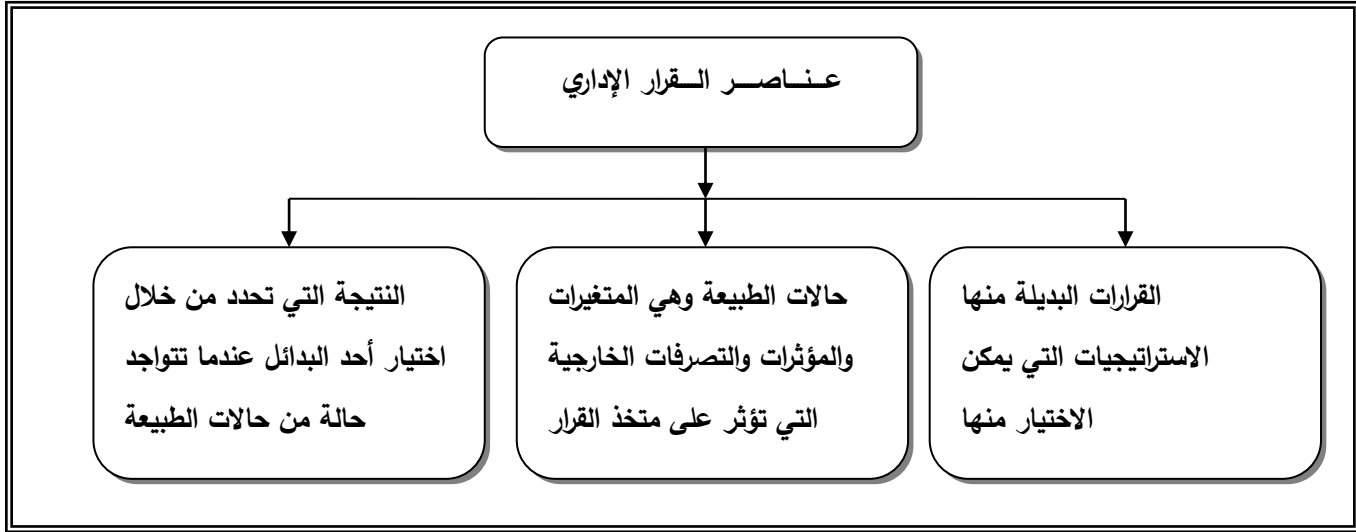 عناصر القرار الإداري
القرارات البديلة منها
الاستراتيجيات التي يمكن
الاختيار منها
حالات الطبيعة وهي المتغيرات
والمؤثرات والتصرفات الخارجية
التي تؤثر على متخذ القرار
النتيجة التي تحدد من خلال
اختيار أحد البدائل عندما تتواجد
حالة من حالات الطبيعة